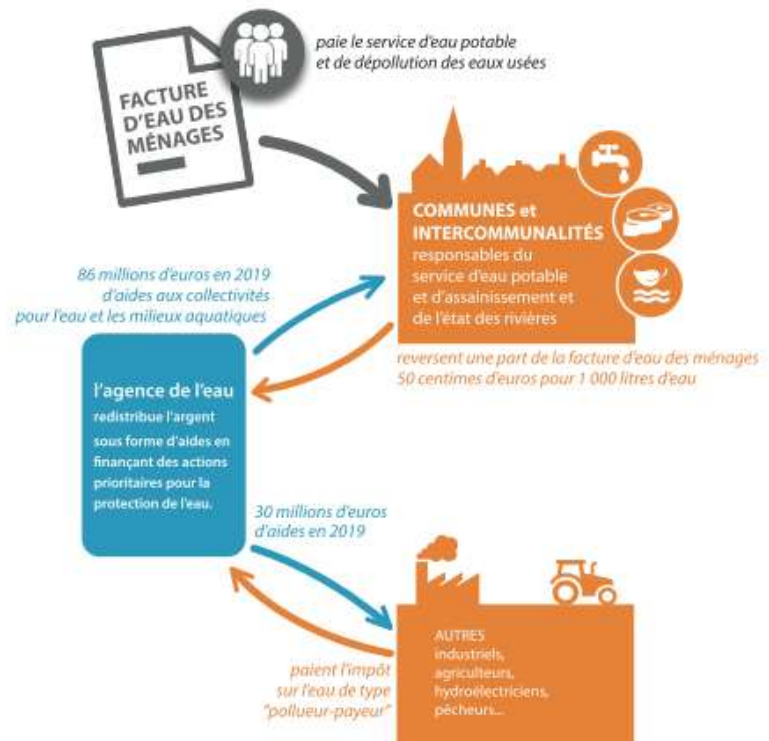 paie le service d'eau potable
et de dépollution des eaux usées
FACTURE
D'EAU DES
MÉNAGES
COMMUNES et
INTERCOMMUNALITÉS
responsables du
service d'eau potable
et d'assainissement et
de l'état des rivières
86 millions d'euros en 2019
d'aides aux collectivités
pour l'eau et les milieux aquatiques
reversent une part de la facture d'eau des ménages
50 centimes d'euros pour 1 000 litres d'eau
l'agence de l'eau
redistribue l'argent
sous forme d'aides en
finançant des actions
prioritaires pour la
protection de l'eau.
30 millions d'euros
d'aides en 2019
AUTRES
industriels,
agriculteurs,
hydroélectriciens,
pêcheurs...
paient l'impôt
sur l'eau de type
"pollueur-payeur"